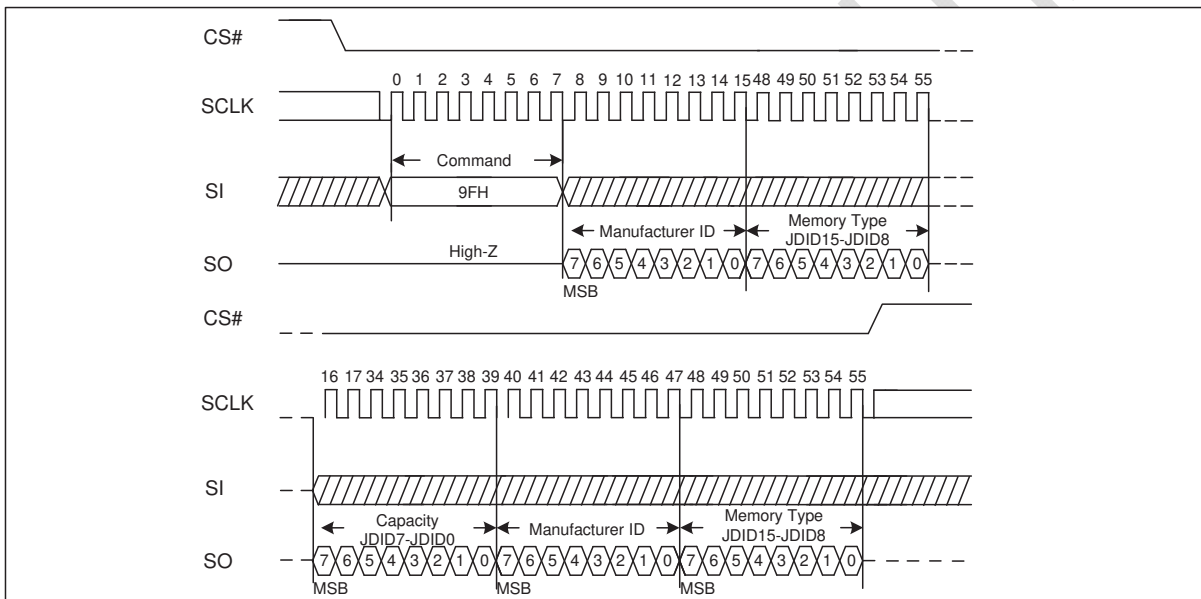 CS#
0 1 2 3 4 5 6 7 8 9 10 11 12 13 14 15 48 49 50 51 52 53 54 55
SCLK
Command
SI
9FH
Manufacturer ID
Memory Type
JDID15-JDID8
High-Z
SO
7 6 5 4 3 2 1 0 7 6 5 4 3 2 1 0
MSB
CS#
16 17 34 35 36 37 38 39 40 41 42 43 44 45 46 47 48 49 50 51 52 53 54 55
SCLK
SI
Capacity
JDID7-JDID0
Manufacturer ID
Memory Type
JDID15-JDID8
SO
7 6 5 4 3 2 1 0 7 6 5 4 3 2 1 0 7 6 5 4 3 2 1 0
MSB MSB MSB